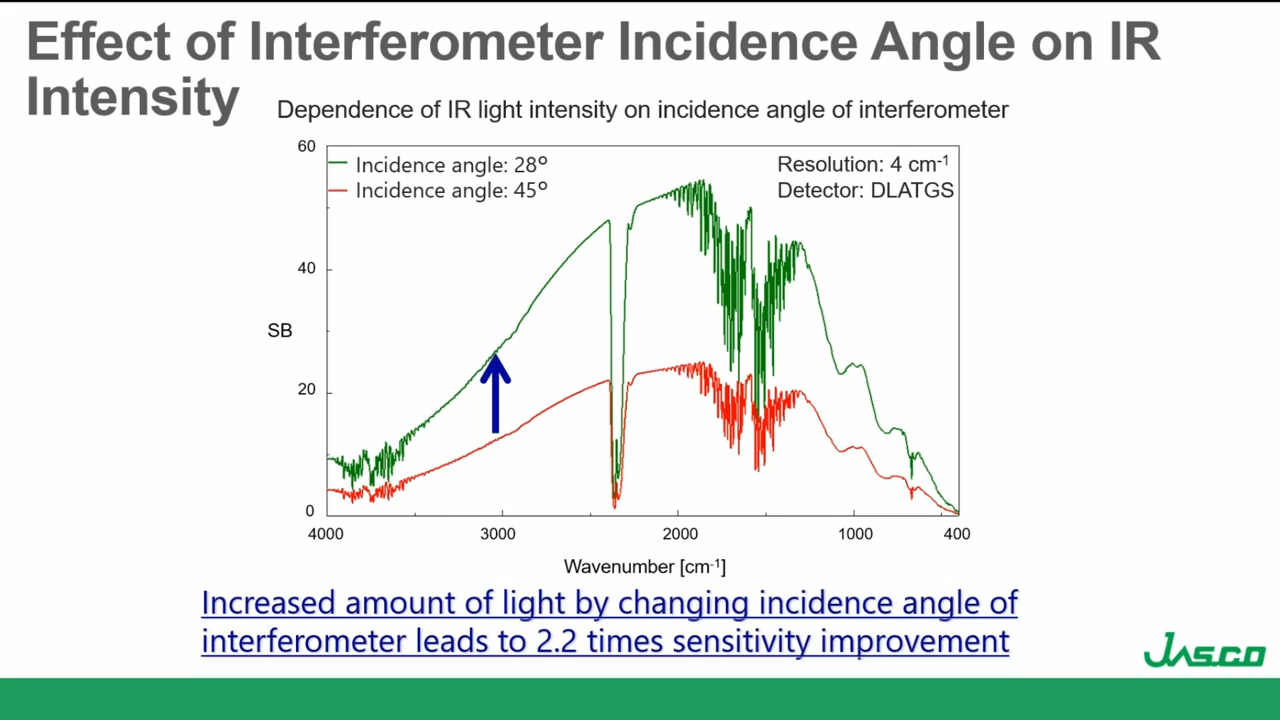 Effect of Interferometer Incidence Angle on IR
Intensity
Dependence of IR light intensity on incidence angle of interferometer
Incidence angle: 28°
Incidence angle: 45°
Resolution: 4 cm⁻¹
Detector: DLATGS
60
40
SB
20
0
4000
3000
2000
1000
400
Wavenumber [cm⁻¹]
Increased amount of light by changing incidence angle of
interferometer leads to 2.2 times sensitivity improvement
JASCO